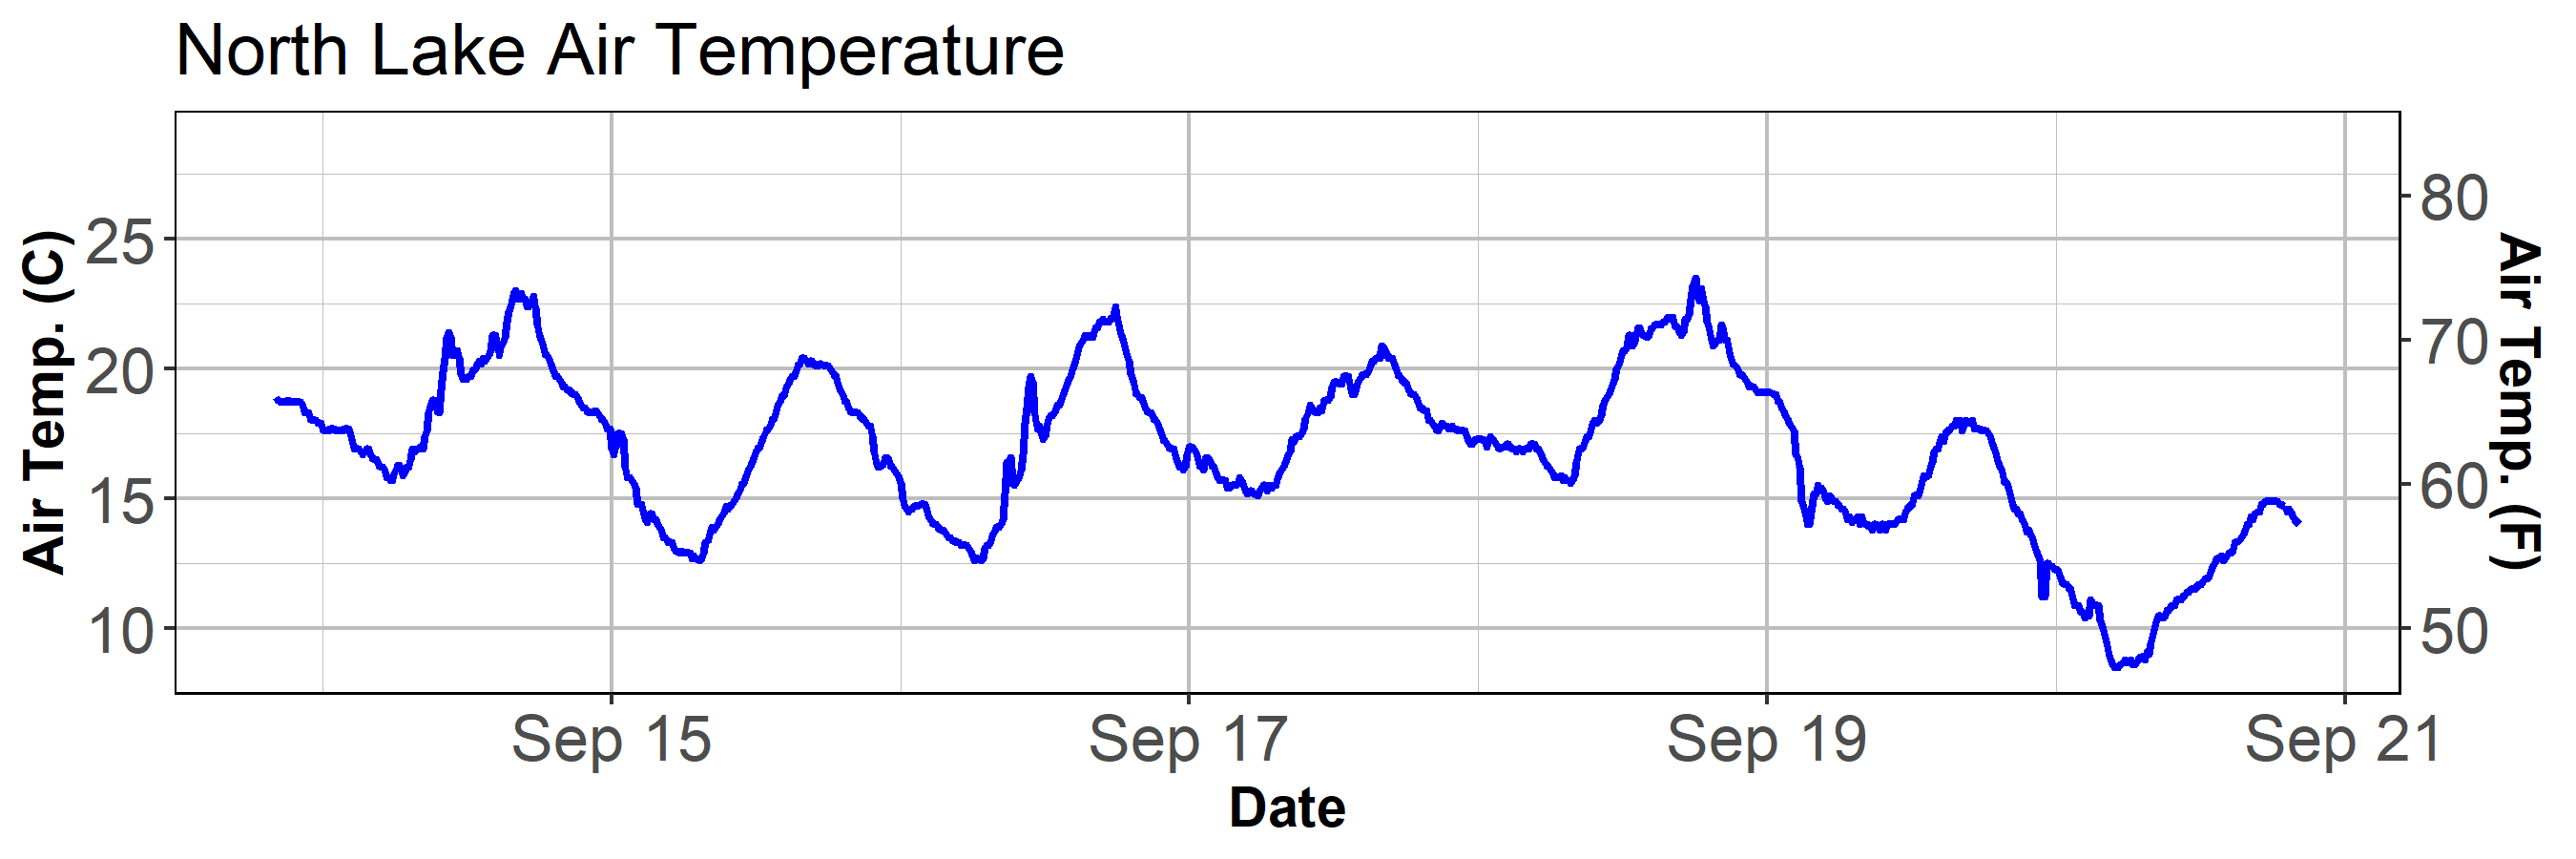 North Lake Air Temperature
Air Temp. (C)
25
20
15
10
80
70
60
50
Air Temp. (F)
Sep 15
Sep 17
Sep 19
Sep 21
Date